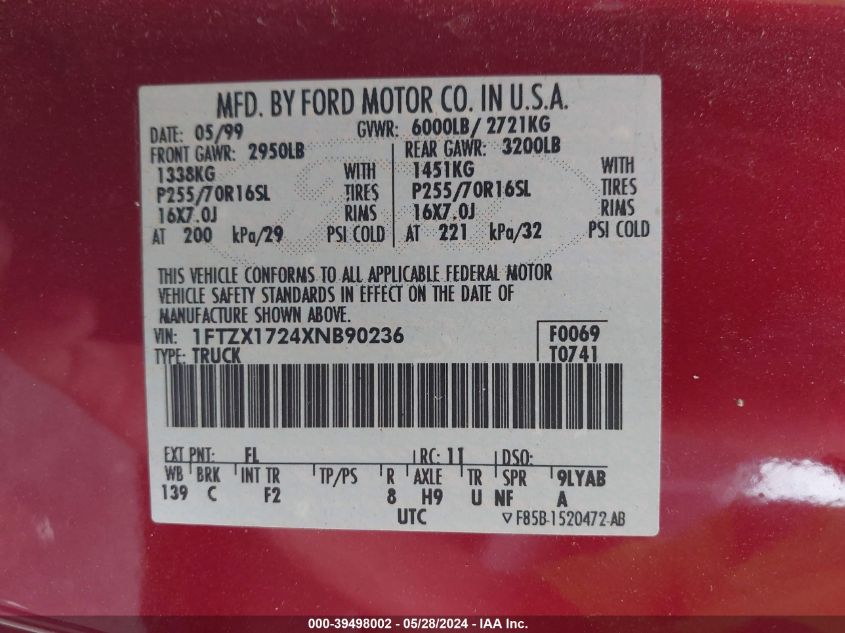 MFD. BY FORD MOTOR CO. IN U.S.A.
DATE: 05/99 GVWR: 6000LB/ 2721KG
FRONT GAWR: 2950LB REAR GAWR: 3200LB
1338KG WITH 1451KG WITH
P255/70R16SL TIRES P255/70R16SL TIRES
16X7.0J RIMS 16X7.0J RIMS
AT 200 kPa/29 PSI COLD AT 221 kPa/32 PSI COLD
THIS VEHICLE CONFORMS TO ALL APPLICABLE FEDERAL MOTOR
VEHICLE SAFETY STANDARDS IN EFFECT ON THE DATE OF
MANUFACTURE SHOWN ABOVE.
VIN: 1FTZX1724XNB90236 F0069
TYPE: TRUCK T0741
EXT PNT: FL RC: 11 DSO:
WB BRK INT TR TP/PS R AXLE TR SPR 9LYAB
139 C F2 8 H9 U NF A
UTC ▽F85B-1520472-AB
000-39498002 - 05/28/2024 - IAA Inc.